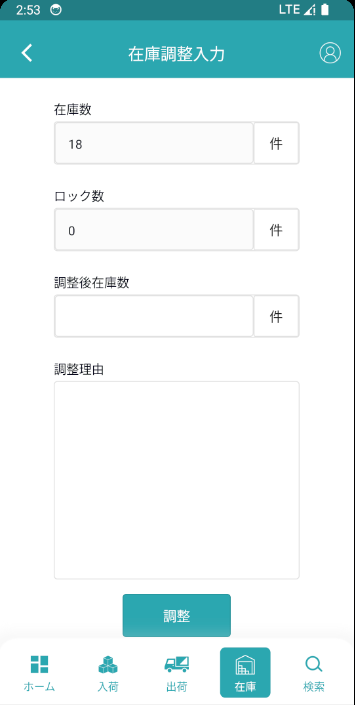 2:53
LTE
在庫調整入力
在庫数
18 件
ロック数
0 件
調整後在庫数
件
調整理由
調整
ホーム 入荷 出荷 在庫 検索